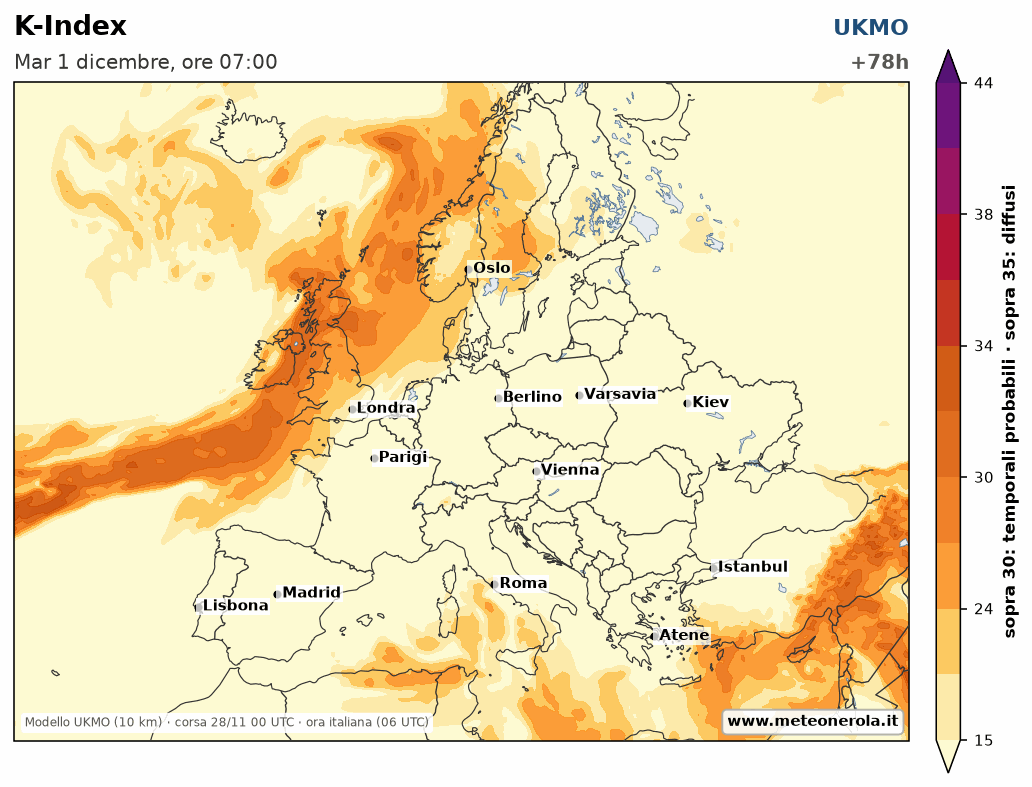 K-Index
UKMO
Mar 1 dicembre, ore 07:00
+78h
44
38
34
30
24
15
sopra 30: temporali probabili · sopra 35: diffusi
Oslo
Berlino
Varsavia
Kiev
Londra
Parigi
Vienna
Istanbul
Roma
Madrid
Lisbona
Atene
Modello UKMO (10 km) · corsa 28/11 00 UTC · ora italiana (06 UTC)
www.meteonerola.it